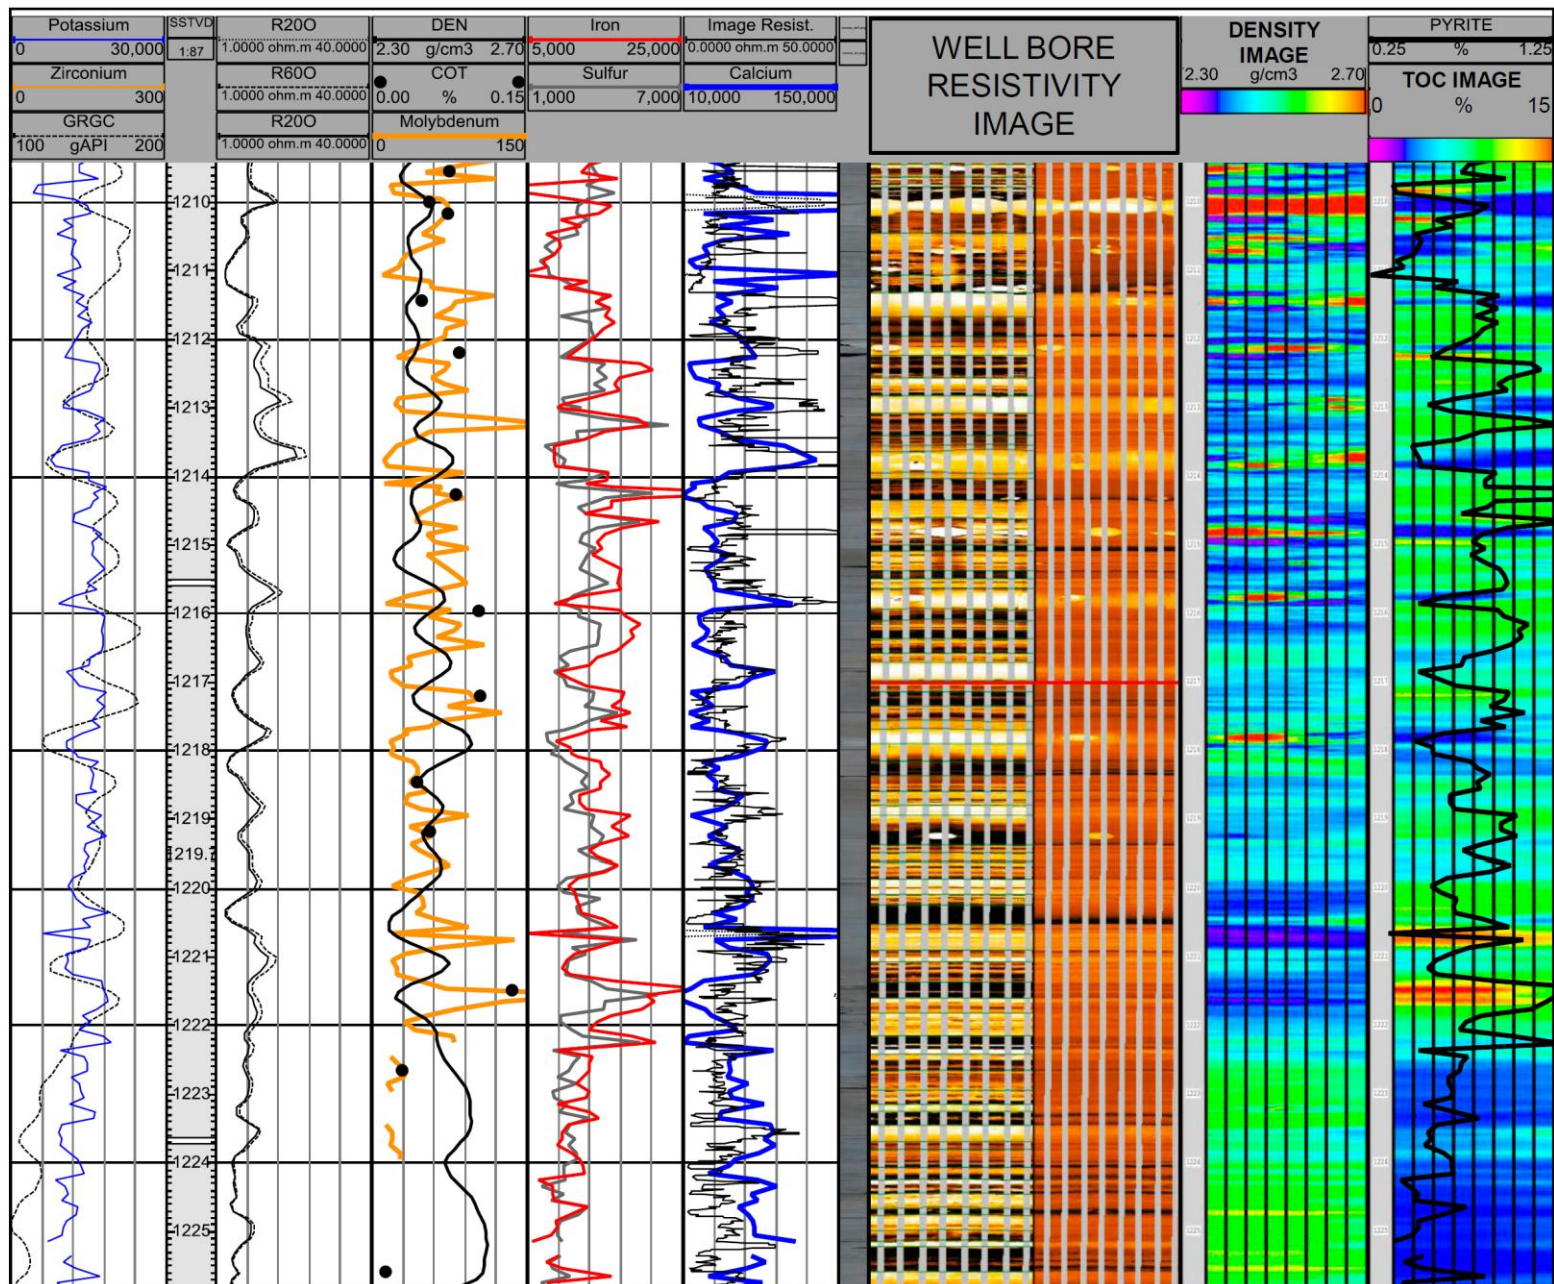 Potassium
0 30,000
Zirconium
0 300
GRGC
100 gAPI 200
SSTVD
1:87
R20O
1.0000 ohm.m 40.0000
R60O
1.0000 ohm.m 40.0000
R20O
1.0000 ohm.m 40.0000
DEN
2.30 g/cm3 2.70
COT
0.00 % 0.15
Molybdenum
0 150
Iron
5,000 25,000
Sulfur
1,000 7,000
Image Resist.
0.0000 ohm.m 50.0000
Calcium
10,000 150,000
WELL BORE
RESISTIVITY
IMAGE
DENSITY
IMAGE
2.30 g/cm3 2.70
PYRITE
0.25 % 1.25
TOC IMAGE
0 % 15
1210
1211
1212
1213
1214
1215
1216
1217
1218
1219
1219.
1220
1221
1222
1223
1224
1225